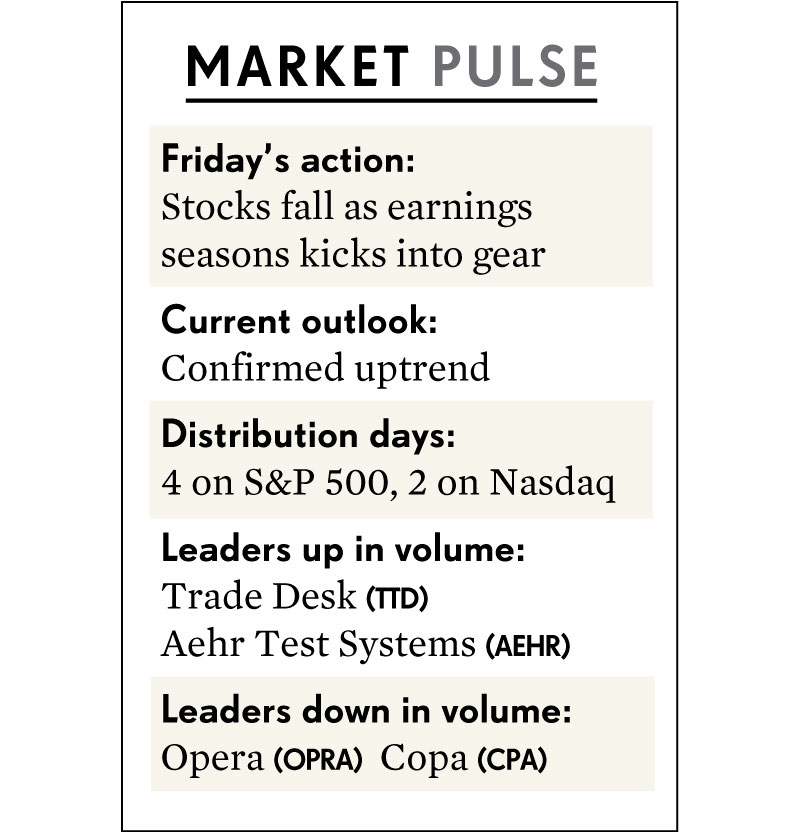 MARKET PULSE
Friday’s action:
Stocks fall as earnings
seasons kicks into gear
Current outlook:
Confirmed uptrend
Distribution days:
4 on S&P 500, 2 on Nasdaq
Leaders up in volume:
Trade Desk (TTD)
Aehr Test Systems (AEHR)
Leaders down in volume:
Opera (OPRA) Copa (CPA)